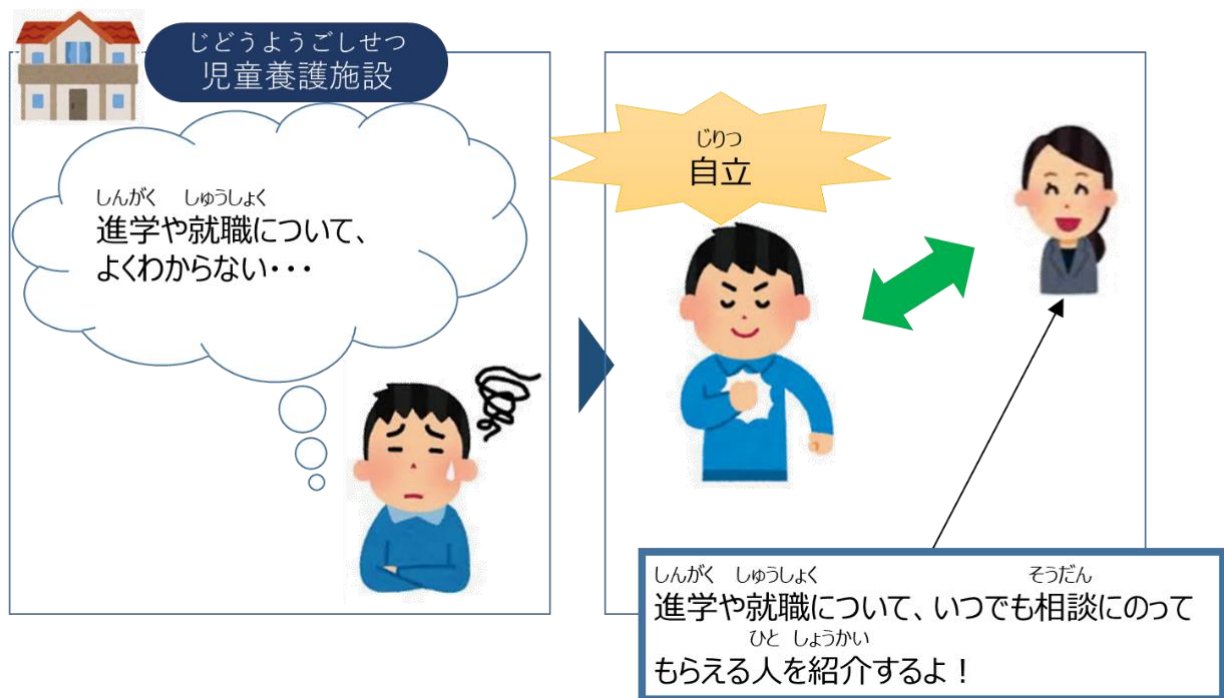 じどうようごしせつ
児童養護施設
しんがく しゅうしょく
進学や就職について、
よくわからない・・・
じりつ
自立
しんがく しゅうしょく そうだん
進学や就職について、いつでも相談にのって
ひと しょうかい
もらえる人を紹介するよ！